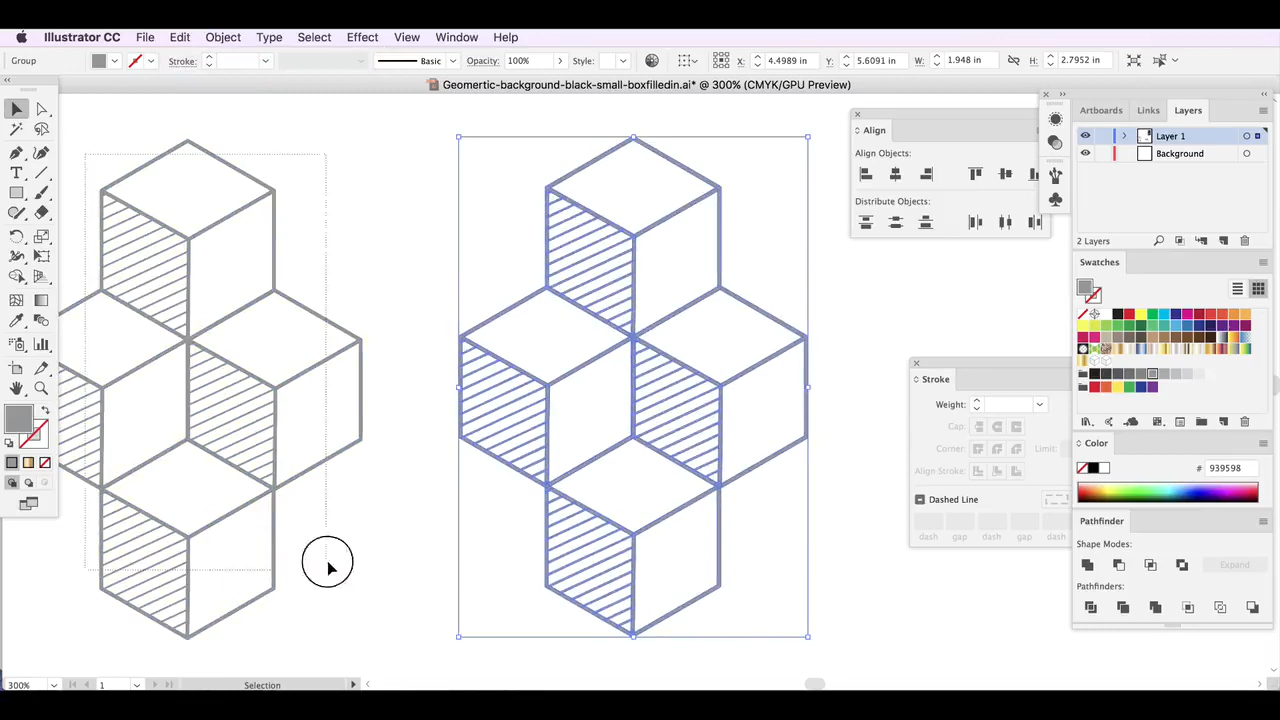 Illustrator CC File Edit Object Type Select Effect View Window Help
Group Stroke: Basic Opacity: 100% Style: X: 4.4989 in Y: 5.6091 in W: 1.948 in H: 2.7952 in
Geomertic-background-black-small-boxfilledin.ai* @ 300% (CMYK/GPU Preview)
Artboards Links Layers
Align
Layer 1
Align Objects:
Background
Distribute Objects:
2 Layers
Swatches
Stroke
Weight:
Cap:
Corner: Limit:
Color
Align Stroke:
# 939598
Dashed Line
Pathfinder
dash gap dash gap dash gap
Shape Modes:
Expand
Pathfinders:
300% 1 Selection